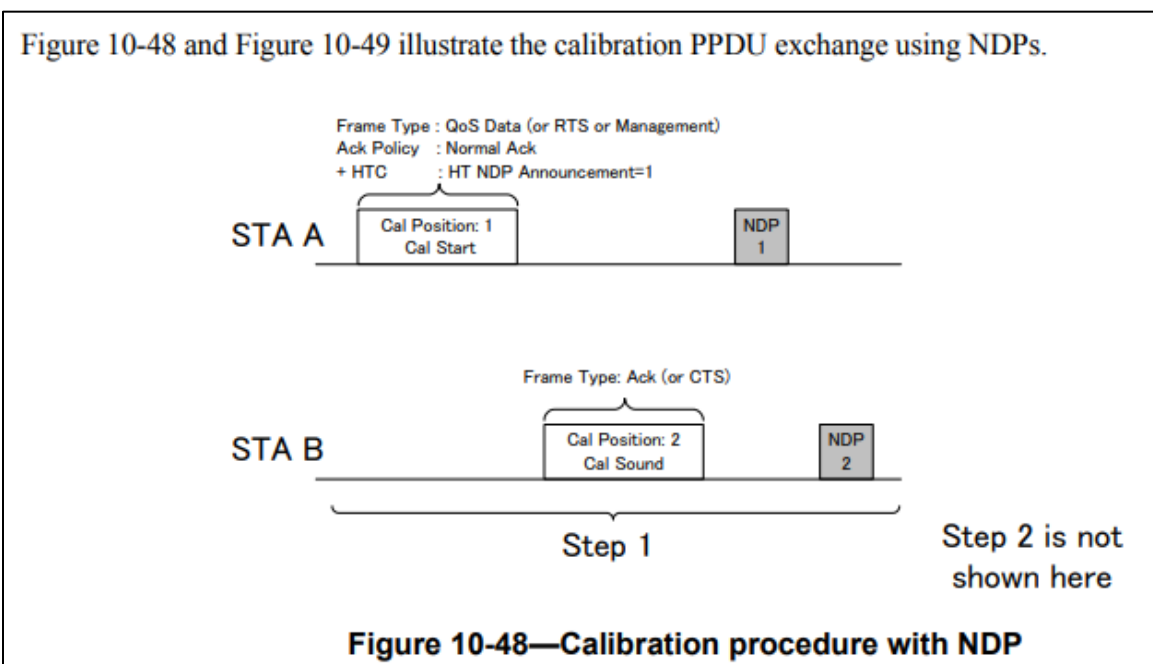 Figure 10-48 and Figure 10-49 illustrate the calibration PPDU exchange using NDPs.
Frame Type : QoS Data (or RTS or Management)
Ack Policy : Normal Ack
+ HTC : HT NDP Announcement=1
STA A
Cal Position: 1
Cal Start
NDP
1
Frame Type: Ack (or CTS)
STA B
Cal Position: 2
Cal Sound
NDP
2
Step 1
Step 2 is not
shown here
Figure 10-48—Calibration procedure with NDP